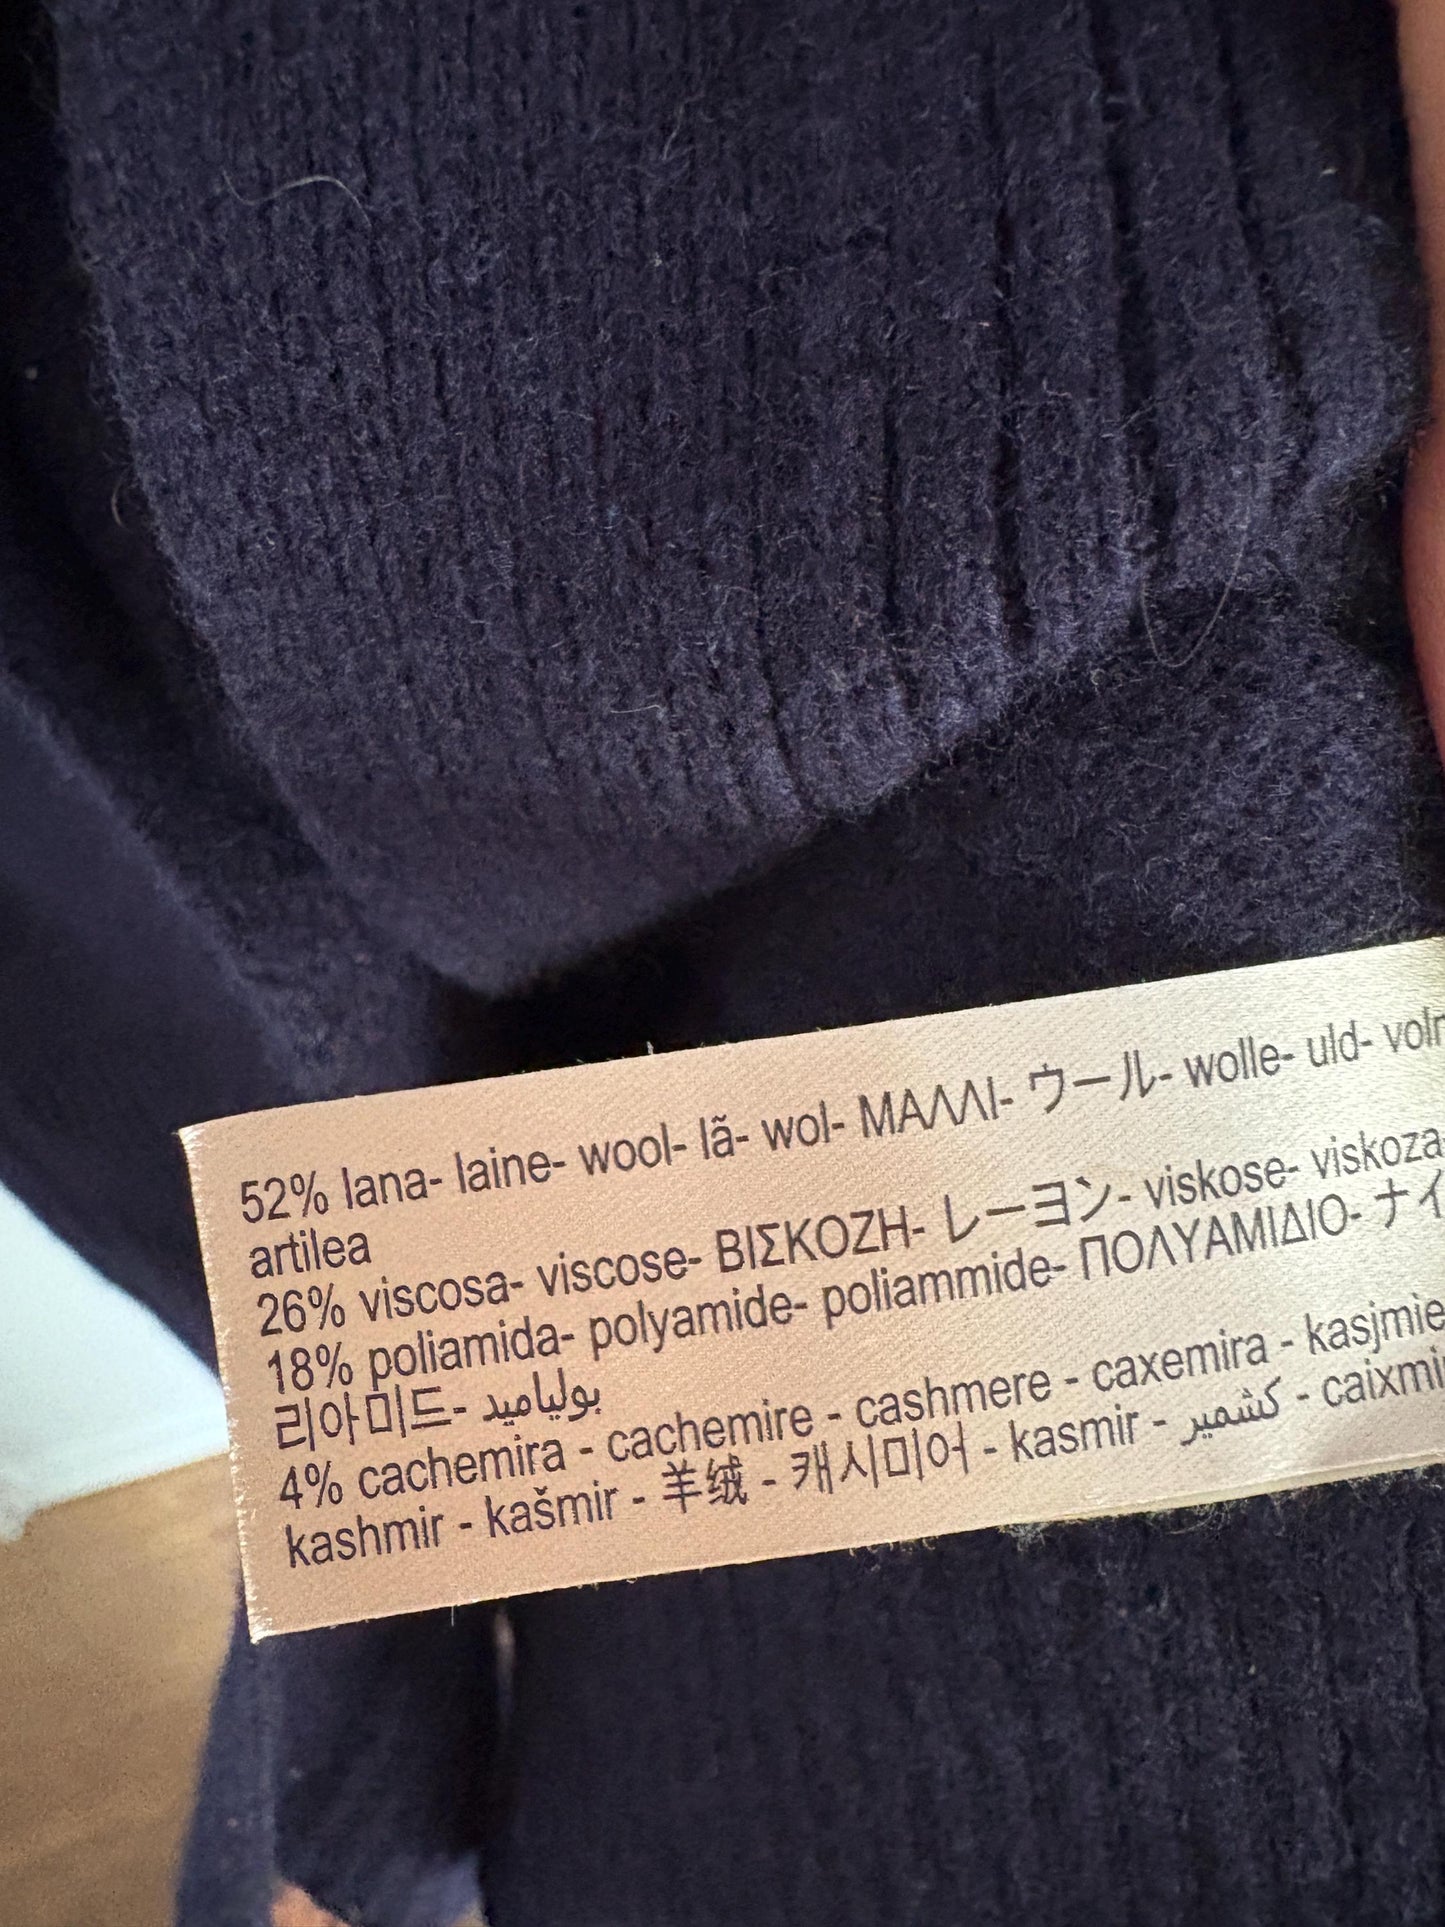 52% lana- laine- wool- lã- wol- ΜΑΛΛΙ- ウール- wolle- uld-
artilea
26% viscosa- viscose- ΒΙΣΚΟΖΗ- レーヨン- viskose- viskoza-
18% poliamida- polyamide- poliammide- ΠΟΛΥΑΜΙΔΙΟ-
리아미드- بولياميد
4% cachemira - cachemire - cashmere - caxemira -
kashmir - kašmir - 羊绒 - 캐시미어 - kasmir - كشمير -